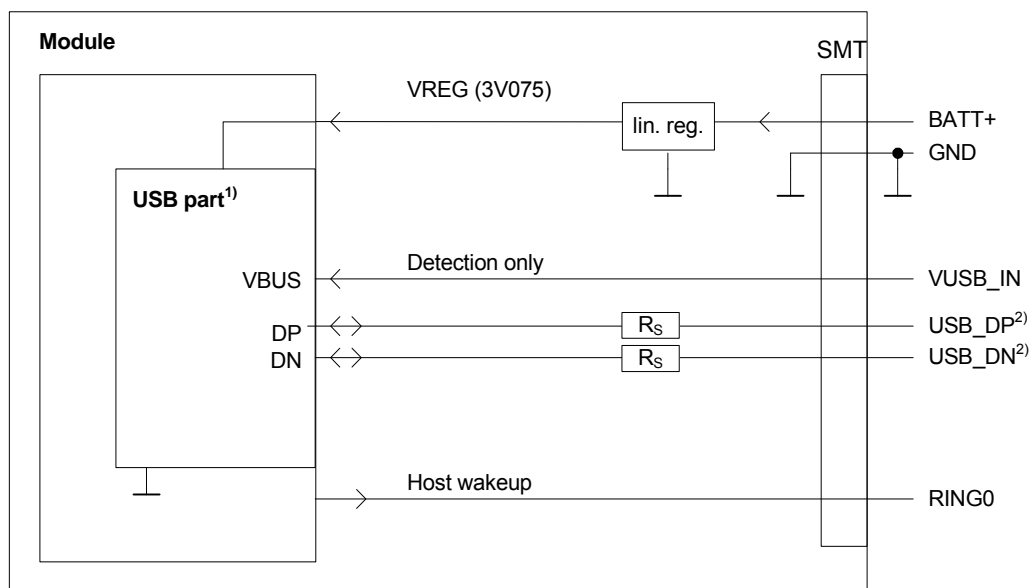 Module
SMT
VREG (3V075)
lin. reg.
BATT+
GND
USB part1)
VBUS
Detection only
VUSB_IN
DP
RS
USB_DP2)
DN
RS
USB_DN2)
Host wakeup
RING0